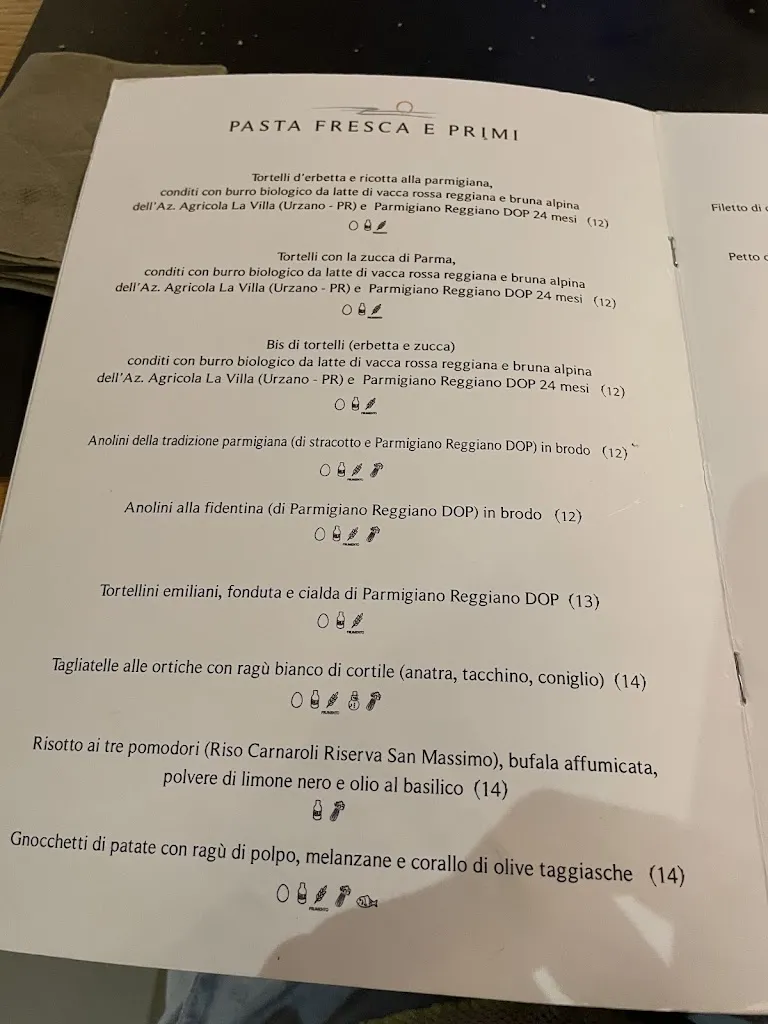 PASTA FRESCA E PRIMI
Tortelli d'erbetta e ricotta alla parmigiana,
conditi con burro biologico da latte di vacca rossa reggiana e bruna alpina
dell'Az. Agricola La Villa (Urzano - PR) e Parmigiano Reggiano DOP 24 mesi (12)
Tortelli con la zucca di Parma,
conditi con burro biologico da latte di vacca rossa reggiana e bruna alpina
dell'Az. Agricola La Villa (Urzano - PR) e Parmigiano Reggiano DOP 24 mesi (12)
Bis di tortelli (erbetta e zucca)
conditi con burro biologico da latte di vacca rossa reggiana e bruna alpina
dell'Az. Agricola La Villa (Urzano - PR) e Parmigiano Reggiano DOP 24 mesi (12)
Anolini della tradizione parmigiana (di stracotto e Parmigiano Reggiano DOP) in brodo (12)
Anolini alla fidentina (di Parmigiano Reggiano DOP) in brodo (12)
Tortellini emiliani, fonduta e cialda di Parmigiano Reggiano DOP (13)
Tagliatelle alle ortiche con ragù bianco di cortile (anatra, tacchino, coniglio) (14)
Risotto ai tre pomodori (Riso Carnaroli Riserva San Massimo), bufala affumicata,
polvere di limone nero e olio al basilico (14)
Gnocchetti di patate con ragù di polpo, melanzane e corallo di olive taggiasche (14)
FRUMENTO
Filetto di
Petto